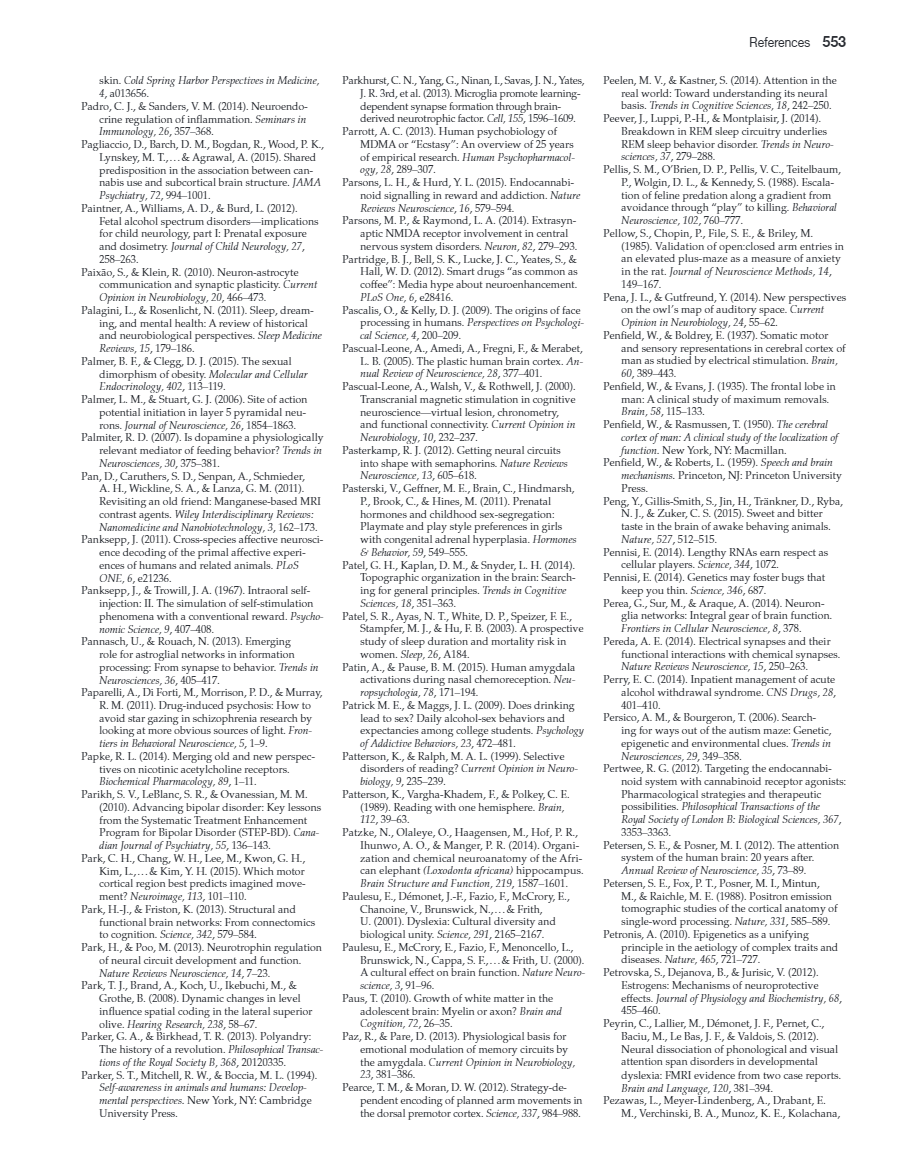 References 553
skin. Cold Spring Harbor Perspectives in Medicine,
4, a013656.
Padro, C. J., & Sanders, V. M. (2014). Neuroendo-
crine regulation of inflammation. Seminars in
Immunology, 26, 357–368.
Pagliaccio, D., Barch, D. M., Bogdan, R., Wood, P. K.,
Lynskey, M. T.,…& Agrawal, A. (2015). Shared
predisposition in the association between can-
nabis use and subcortical brain structure. JAMA
Psychiatry, 72, 994–1001.
Paintner, A., Williams, A. D., & Burd, L. (2012).
Fetal alcohol spectrum disorders—implications
for child neurology, part I: Prenatal exposure
and dosimetry. Journal of Child Neurology, 27,
258–263.
Paixão, S., & Klein, R. (2010). Neuron-astrocyte
communication and synaptic plasticity. Current
Opinion in Neurobiology, 20, 466–473.
Palagini, L., & Rosenlicht, N. (2011). Sleep, dream-
ing, and mental health: A review of historical
and neurobiological perspectives. Sleep Medicine
Reviews, 15, 179–186.
Palmer, B. F., & Clegg, D. J. (2015). The sexual
dimorphism of obesity. Molecular and Cellular
Endocrinology, 402, 113–119.
Palmer, L. M., & Stuart, G. J. (2006). Site of action
potential initiation in layer 5 pyramidal neu-
rons. Journal of Neuroscience, 26, 1854–1863.
Palmiter, R. D. (2007). Is dopamine a physiologically
relevant mediator of feeding behavior? Trends in
Neurosciences, 30, 375–381.
Pan, D., Caruthers, S. D., Senpan, A., Schmieder,
A. H., Wickline, S. A., & Lanza, G. M. (2011).
Revisiting an old friend: Manganese-based MRI
contrast agents. Wiley Interdisciplinary Reviews:
Nanomedicine and Nanobiotechnology, 3, 162–173.
Panksepp, J. (2011). Cross-species affective neurosci-
ence decoding of the primal affective experi-
ences of humans and related animals. PLoS
ONE, 6, e21236.
Panksepp, J., & Trowill, J. A. (1967). Intraoral self-
injection: II. The simulation of self-stimulation
phenomena with a conventional reward. Psycho-
nomic Science, 9, 407–408.
Pannasch, U., & Rouach, N. (2013). Emerging
role for astroglial networks in information
processing: From synapse to behavior. Trends in
Neurosciences, 36, 405–417.
Paparelli, A., Di Forti, M., Morrison, P. D., & Murray,
R. M. (2011). Drug-induced psychosis: How to
avoid star gazing in schizophrenia research by
looking at more obvious sources of light. Fron-
tiers in Behavioral Neuroscience, 5, 1–9.
Papke, R. L. (2014). Merging old and new perspec-
tives on nicotinic acetylcholine receptors.
Biochemical Pharmacology, 89, 1–11.
Parikh, S. V., LeBlanc, S. R., & Ovanessian, M. M.
(2010). Advancing bipolar disorder: Key lessons
from the Systematic Treatment Enhancement
Program for Bipolar Disorder (STEP-BD). Cana-
dian Journal of Psychiatry, 55, 136–143.
Park, C. H., Chang, W. H., Lee, M., Kwon, G. H.,
Kim, L.,…& Kim, Y. H. (2015). Which motor
cortical region best predicts imagined move-
ment? Neuroimage, 113, 101–110.
Park, H.-J., & Friston, K. (2013). Structural and
functional brain networks: From connectomics
to cognition. Science, 342, 579–584.
Park, H., & Poo, M. (2013). Neurotrophin regulation
of neural circuit development and function.
Nature Reviews Neuroscience, 14, 7–23.
Park, T. J., Brand, A., Koch, U., Ikebuchi, M., &
Grothe, B. (2008). Dynamic changes in level
influence spatial coding in the lateral superior
olive. Hearing Research, 238, 58–67.
Parker, G. A., & Birkhead, T. R. (2013). Polyandry:
The history of a revolution. Philosophical Transac-
tions of the Royal Society B, 368, 20120335.
Parker, S. T., Mitchell, R. W., & Boccia, M. L. (1994).
Self-awareness in animals and humans: Develop-
mental perspectives. New York, NY: Cambridge
University Press.
Parkhurst, C. N., Yang, G., Ninan, I., Savas, J. N., Yates,
J. R. 3rd, et al. (2013). Microglia promote learning-
dependent synapse formation through brain-
derived neurotrophic factor. Cell, 155, 1596–1609.
Parrott, A. C. (2013). Human psychobiology of
MDMA or “Ecstasy”: An overview of 25 years
of empirical research. Human Psychopharmacol-
ogy, 28, 289–307.
Parsons, L. H., & Hurd, Y. L. (2015). Endocannabi-
noid signalling in reward and addiction. Nature
Reviews Neuroscience, 16, 579–594.
Parsons, M. P., & Raymond, L. A. (2014). Extrasyn-
aptic NMDA receptor involvement in central
nervous system disorders. Neuron, 82, 279–293.
Partridge, B. J., Bell, S. K., Lucke, J. C., Yeates, S., &
Hall, W. D. (2012). Smart drugs “as common as
coffee”: Media hype about neuroenhancement.
PLoS One, 6, e28416.
Pascalis, O., & Kelly, D. J. (2009). The origins of face
processing in humans. Perspectives on Psychologi-
cal Science, 4, 200–209.
Pascual-Leone, A., Amedi, A., Fregni, F., & Merabet,
L. B. (2005). The plastic human brain cortex. An-
nual Review of Neuroscience, 28, 377–401.
Pascual-Leone, A., Walsh, V., & Rothwell, J. (2000).
Transcranial magnetic stimulation in cognitive
neuroscience—virtual lesion, chronometry,
and functional connectivity. Current Opinion in
Neurobiology, 10, 232–237.
Pasterkamp, R. J. (2012). Getting neural circuits
into shape with semaphorins. Nature Reviews
Neuroscience, 13, 605–618.
Pasterski, V., Geffner, M. E., Brain, C., Hindmarsh,
P., Brook, C., & Hines, M. (2011). Prenatal
hormones and childhood sex-segregation:
Playmate and play style preferences in girls
with congenital adrenal hyperplasia. Hormones
& Behavior, 59, 549–555.
Patel, G. H., Kaplan, D. M., & Snyder, L. H. (2014).
Topographic organization in the brain: Search-
ing for general principles. Trends in Cognitive
Sciences, 18, 351–363.
Patel, S. R., Ayas, N. T., White, D. P., Speizer, F. E.,
Stampfer, M. J., & Hu, F. B. (2003). A prospective
study of sleep duration and mortality risk in
women. Sleep, 26, A184.
Patin, A., & Pause, B. M. (2015). Human amygdala
activations during nasal chemoreception. Neu-
ropsychologia, 78, 171–194.
Patrick M. E., & Maggs, J. L. (2009). Does drinking
lead to sex? Daily alcohol-sex behaviors and
expectancies among college students. Psychology
of Addictive Behaviors, 23, 472–481.
Patterson, K., & Ralph, M. A. L. (1999). Selective
disorders of reading? Current Opinion in Neuro-
biology, 9, 235–239.
Patterson, K., Vargha-Khadem, F., & Polkey, C. E.
(1989). Reading with one hemisphere. Brain,
112, 39–63.
Patzke, N., Olaleye, O., Haagensen, M., Hof, P. R.,
Ihunwo, A. O., & Manger, P. R. (2014). Organi-
zation and chemical neuroanatomy of the Afri-
can elephant (Loxodonta africana) hippocampus.
Brain Structure and Function, 219, 1587–1601.
Paulesu, E., Démonet, J.-F., Fazio, F., McCrory, E.,
Chanoine, V., Brunswick, N.,…& Frith,
U. (2001). Dyslexia: Cultural diversity and
biological unity. Science, 291, 2165–2167.
Paulesu, E., McCrory, E., Fazio, F., Menoncello, L.,
Brunswick, N., Cappa, S. F.,…& Frith, U. (2000).
A cultural effect on brain function. Nature Neuro-
science, 3, 91–96.
Paus, T. (2010). Growth of white matter in the
adolescent brain: Myelin or axon? Brain and
Cognition, 72, 26–35.
Paz, R., & Pare, D. (2013). Physiological basis for
emotional modulation of memory circuits by
the amygdala. Current Opinion in Neurobiology,
23, 381–386.
Pearce, T. M., & Moran, D. W. (2012). Strategy-de-
pendent encoding of planned arm movements in
the dorsal premotor cortex. Science, 337, 984–988.
Peelen, M. V., & Kastner, S. (2014). Attention in the
real world: Toward understanding its neural
basis. Trends in Cognitive Sciences, 18, 242–250.
Peever, J., Luppi, P.-H., & Montplaisir, J. (2014).
Breakdown in REM sleep circuitry underlies
REM sleep behavior disorder. Trends in Neuro-
sciences, 37, 279–288.
Pellis, S. M., O’Brien, D. P., Pellis, V. C., Teitelbaum,
P., Wolgin, D. L., & Kennedy, S. (1988). Escala-
tion of feline predation along a gradient from
avoidance through “play” to killing. Behavioral
Neuroscience, 102, 760–777.
Pellow, S., Chopin, P., File, S. E., & Briley, M.
(1985). Validation of open:closed arm entries in
an elevated plus-maze as a measure of anxiety
in the rat. Journal of Neuroscience Methods, 14,
149–167.
Pena, J. L., & Gutfreund, Y. (2014). New perspectives
on the owl’s map of auditory space. Current
Opinion in Neurobiology, 24, 55–62.
Penfield, W., & Boldrey, E. (1937). Somatic motor
and sensory representations in cerebral cortex of
man as studied by electrical stimulation. Brain,
60, 389–443.
Penfield, W., & Evans, J. (1935). The frontal lobe in
man: A clinical study of maximum removals.
Brain, 58, 115–133.
Penfield, W., & Rasmussen, T. (1950). The cerebral
cortex of man: A clinical study of the localization of
function. New York, NY: Macmillan.
Penfield, W., & Roberts, L. (1959). Speech and brain
mechanisms. Princeton, NJ: Princeton University
Press.
Peng, Y., Gillis-Smith, S., Jin, H., Tränkner, D., Ryba,
N. J., & Zuker, C. S. (2015). Sweet and bitter
taste in the brain of awake behaving animals.
Nature, 527, 512–515.
Pennisi, E. (2014). Lengthy RNAs earn respect as
cellular players. Science, 344, 1072.
Pennisi, E. (2014). Genetics may foster bugs that
keep you thin. Science, 346, 687.
Perea, G., Sur, M., & Araque, A. (2014). Neuron-
glia networks: Integral gear of brain function.
Frontiers in Cellular Neuroscience, 8, 378.
Pereda, A. E. (2014). Electrical synapses and their
functional interactions with chemical synapses.
Nature Reviews Neuroscience, 15, 250–263.
Perry, E. C. (2014). Inpatient management of acute
alcohol withdrawal syndrome. CNS Drugs, 28,
401–410.
Persico, A. M., & Bourgeron, T. (2006). Search-
ing for ways out of the autism maze: Genetic,
epigenetic and environmental clues. Trends in
Neurosciences, 29, 349–358.
Pertwee, R. G. (2012). Targeting the endocannabi-
noid system with cannabinoid receptor agonists:
Pharmacological strategies and therapeutic
possibilities. Philosophical Transactions of the
Royal Society of London B: Biological Sciences, 367,
3353–3363.
Petersen, S. E., & Posner, M. I. (2012). The attention
system of the human brain: 20 years after.
Annual Review of Neuroscience, 35, 73–89.
Petersen, S. E., Fox, P. T., Posner, M. I., Mintun,
M., & Raichle, M. E. (1988). Positron emission
tomographic studies of the cortical anatomy of
single-word processing. Nature, 331, 585–589.
Petronis, A. (2010). Epigenetics as a unifying
principle in the aetiology of complex traits and
diseases. Nature, 465, 721–727.
Petrovska, S., Dejanova, B., & Jurisic, V. (2012).
Estrogens: Mechanisms of neuroprotective
effects. Journal of Physiology and Biochemistry, 68,
455–460.
Peyrin, C., Lallier, M., Démonet, J. F., Pernet, C.,
Baciu, M., Le Bas, J. F., & Valdois, S. (2012).
Neural dissociation of phonological and visual
attention span disorders in developmental
dyslexia: FMRI evidence from two case reports.
Brain and Language, 120, 381–394.
Pezawas, L., Meyer-Lindenberg, A., Drabant, E.
M., Verchinski, B. A., Munoz, K. E., Kolachana,